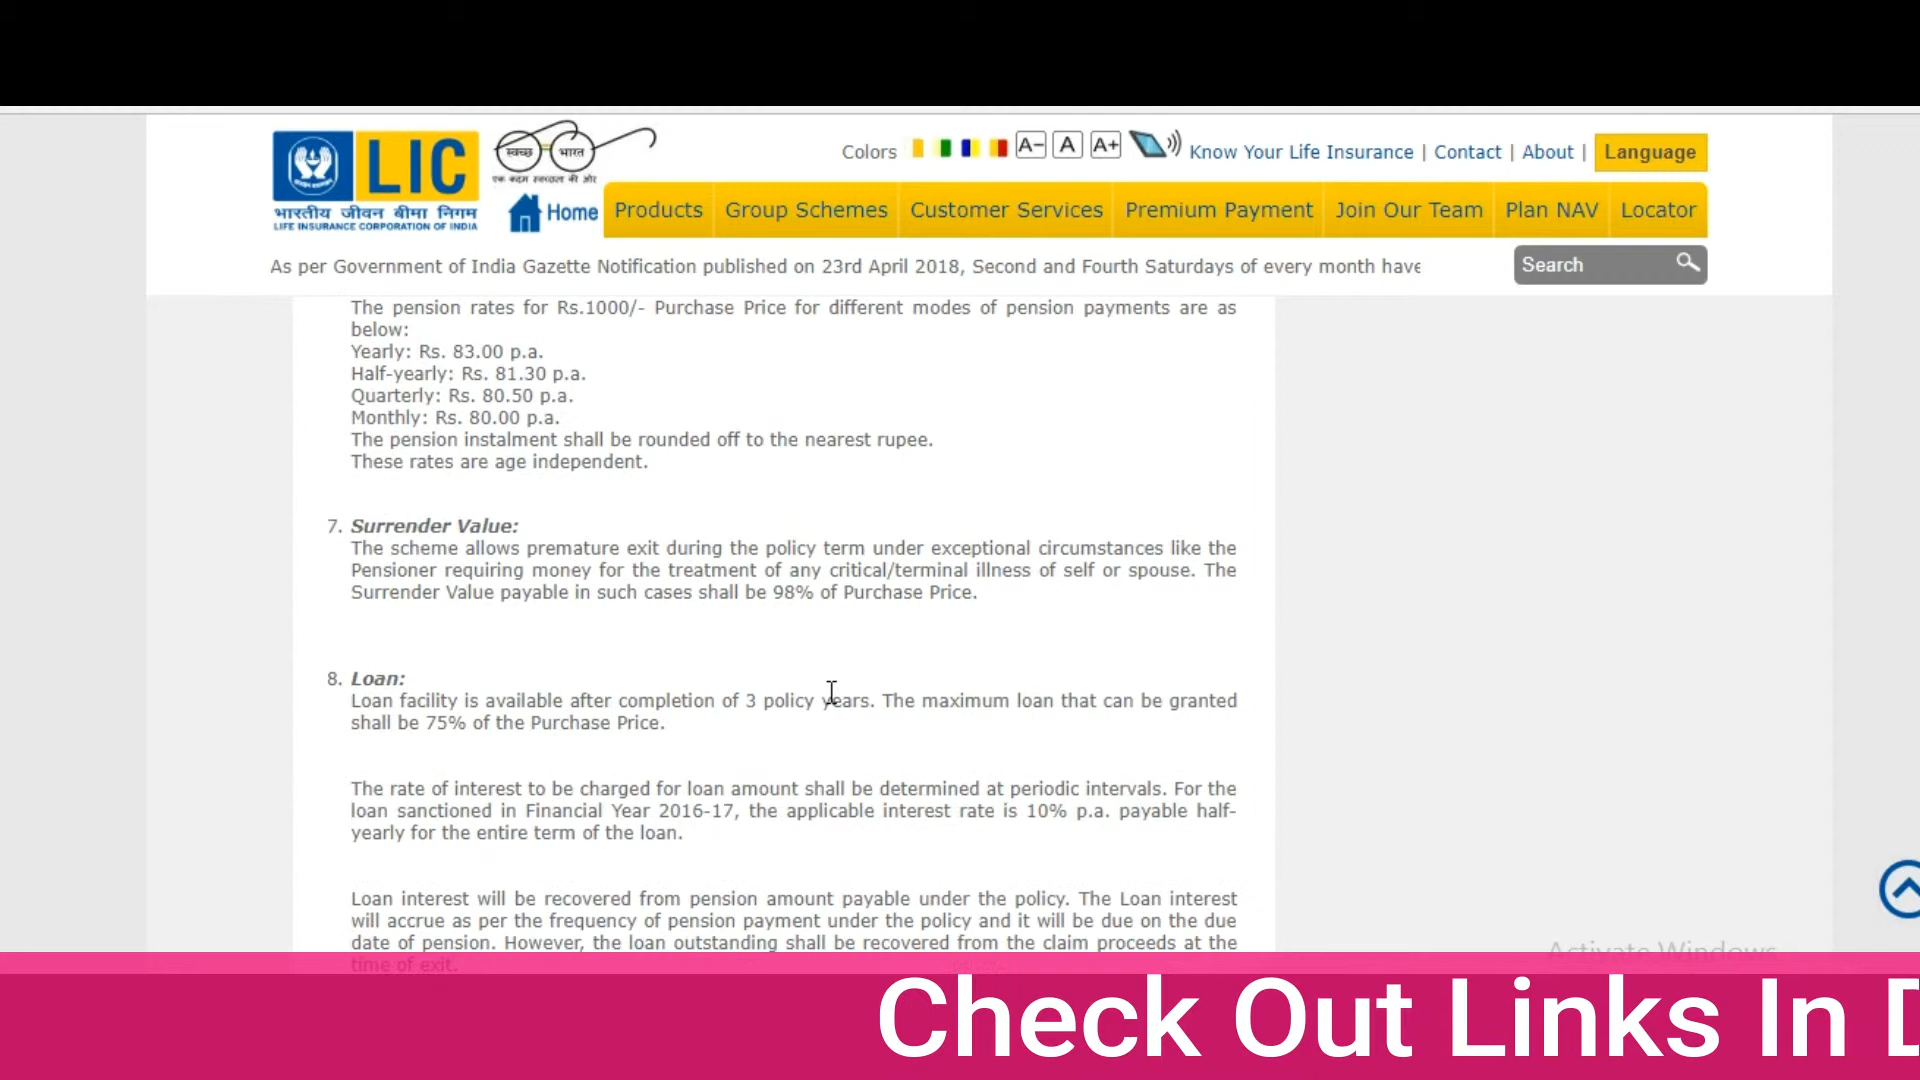 LIC
भारतीय जीवन बीमा निगम
LIFE INSURANCE CORPORATION OF INDIA
स्वच्छ भारत
एक कदम स्वच्छता की ओर
Colors A- A A+ Know Your Life Insurance | Contact | About | Language
Home Products Group Schemes Customer Services Premium Payment Join Our Team Plan NAV Locator
As per Government of India Gazette Notification published on 23rd April 2018, Second and Fourth Saturdays of every month have
Search
The pension rates for Rs.1000/- Purchase Price for different modes of pension payments are as
below:
Yearly: Rs. 83.00 p.a.
Half-yearly: Rs. 81.30 p.a.
Quarterly: Rs. 80.50 p.a.
Monthly: Rs. 80.00 p.a.
The pension instalment shall be rounded off to the nearest rupee.
These rates are age independent.
7. Surrender Value:
The scheme allows premature exit during the policy term under exceptional circumstances like the
Pensioner requiring money for the treatment of any critical/terminal illness of self or spouse. The
Surrender Value payable in such cases shall be 98% of Purchase Price.
8. Loan:
Loan facility is available after completion of 3 policy years. The maximum loan that can be granted
shall be 75% of the Purchase Price.
The rate of interest to be charged for loan amount shall be determined at periodic intervals. For the
loan sanctioned in Financial Year 2016-17, the applicable interest rate is 10% p.a. payable half-
yearly for the entire term of the loan.
Loan interest will be recovered from pension amount payable under the policy. The Loan interest
will accrue as per the frequency of pension payment under the policy and it will be due on the due
date of pension. However, the loan outstanding shall be recovered from the claim proceeds at the
time of exit.
Activate Windows
Check Out Links In D